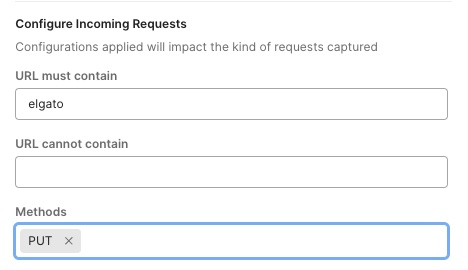 Configure Incoming Requests
Configurations applied will impact the kind of requests captured
URL must contain
elgato
URL cannot contain
Methods
PUT ×